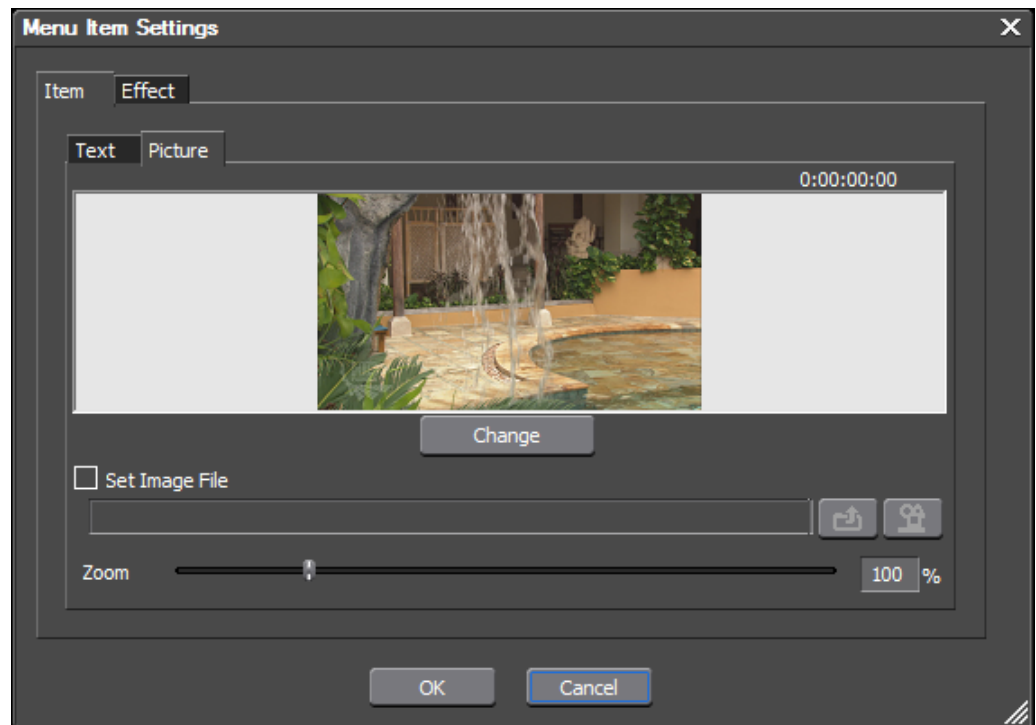 Menu Item Settings
Item Effect
Text Picture
0:00:00:00
Change
Set Image File
Zoom 100 %
OK Cancel